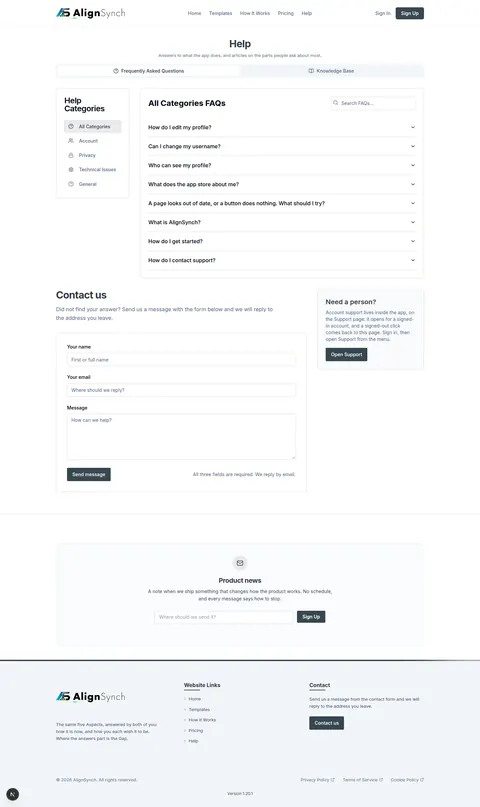 AlignSynch
Home
Templates
How It Works
Pricing
Help
Sign In
Sign Up
Help
Answers to what the app does, and articles on the parts people ask about most.
Frequently Asked Questions
Knowledge Base
Help
Categories
All Categories
Account
Privacy
Technical Issues
General
All Categories FAQs
Search FAQs...
How do I edit my profile?
Can I change my username?
Who can see my profile?
What does the app store about me?
A page looks out of date, or a button does nothing. What should I try?
What is AlignSynch?
How do I get started?
How do I contact support?
Contact us
Did not find your answer? Send us a message with the form below and we will reply to
the address you leave.
Your name
First or full name
Your email
Where should we reply?
Message
How can we help?
Send message
All three fields are required. We reply by email.
Need a person?
Account support lives inside the app, on
the Support page. It opens for a signed-
in account, and a signed-out click
comes back to this page. Sign in, then
open Support from the menu.
Open Support
Product news
A note when we ship something that changes how the product works. No schedule,
and every message says how to stop.
Where should we send it?
Sign Up
AlignSynch
The same five Aspects, answered by both of you:
how it is now, and how you each wish it to be.
Where the answers part is the Gap.
Website Links
Home
Templates
How It Works
Pricing
Help
Contact
Send us a message from the contact form and we will
reply to the address you leave.
Contact us
Privacy Policy
Terms of Service
Cookie Policy
N